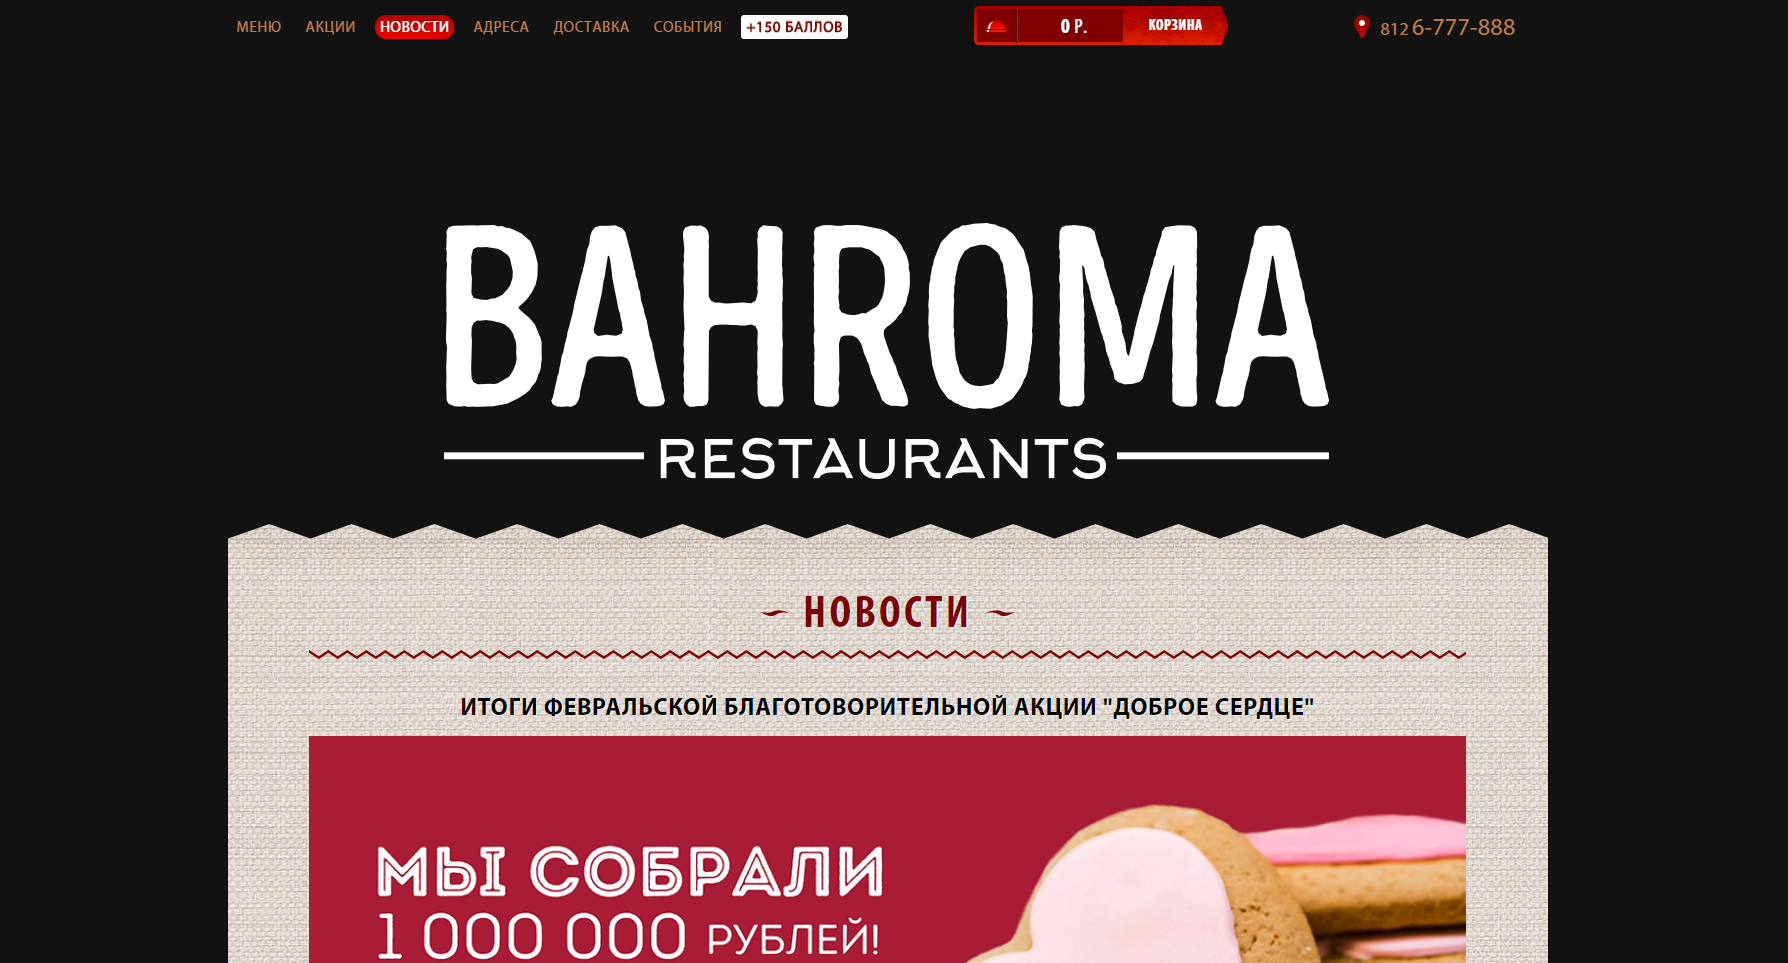 МЕНЮ АКЦИИ НОВОСТИ АДРЕСА ДОСТАВКА СОБЫТИЯ +150 БАЛЛОВ 0 Р. КОРЗИНА 812 6-777-888
BAHROMA
RESTAURANTS
НОВОСТИ
ИТОГИ ФЕВРАЛЬСКОЙ БЛАГОТВОРИТЕЛЬНОЙ АКЦИИ "ДОБРОЕ СЕРДЦЕ"
МЫ СОБРАЛИ
1 000 000 РУБЛЕЙ!